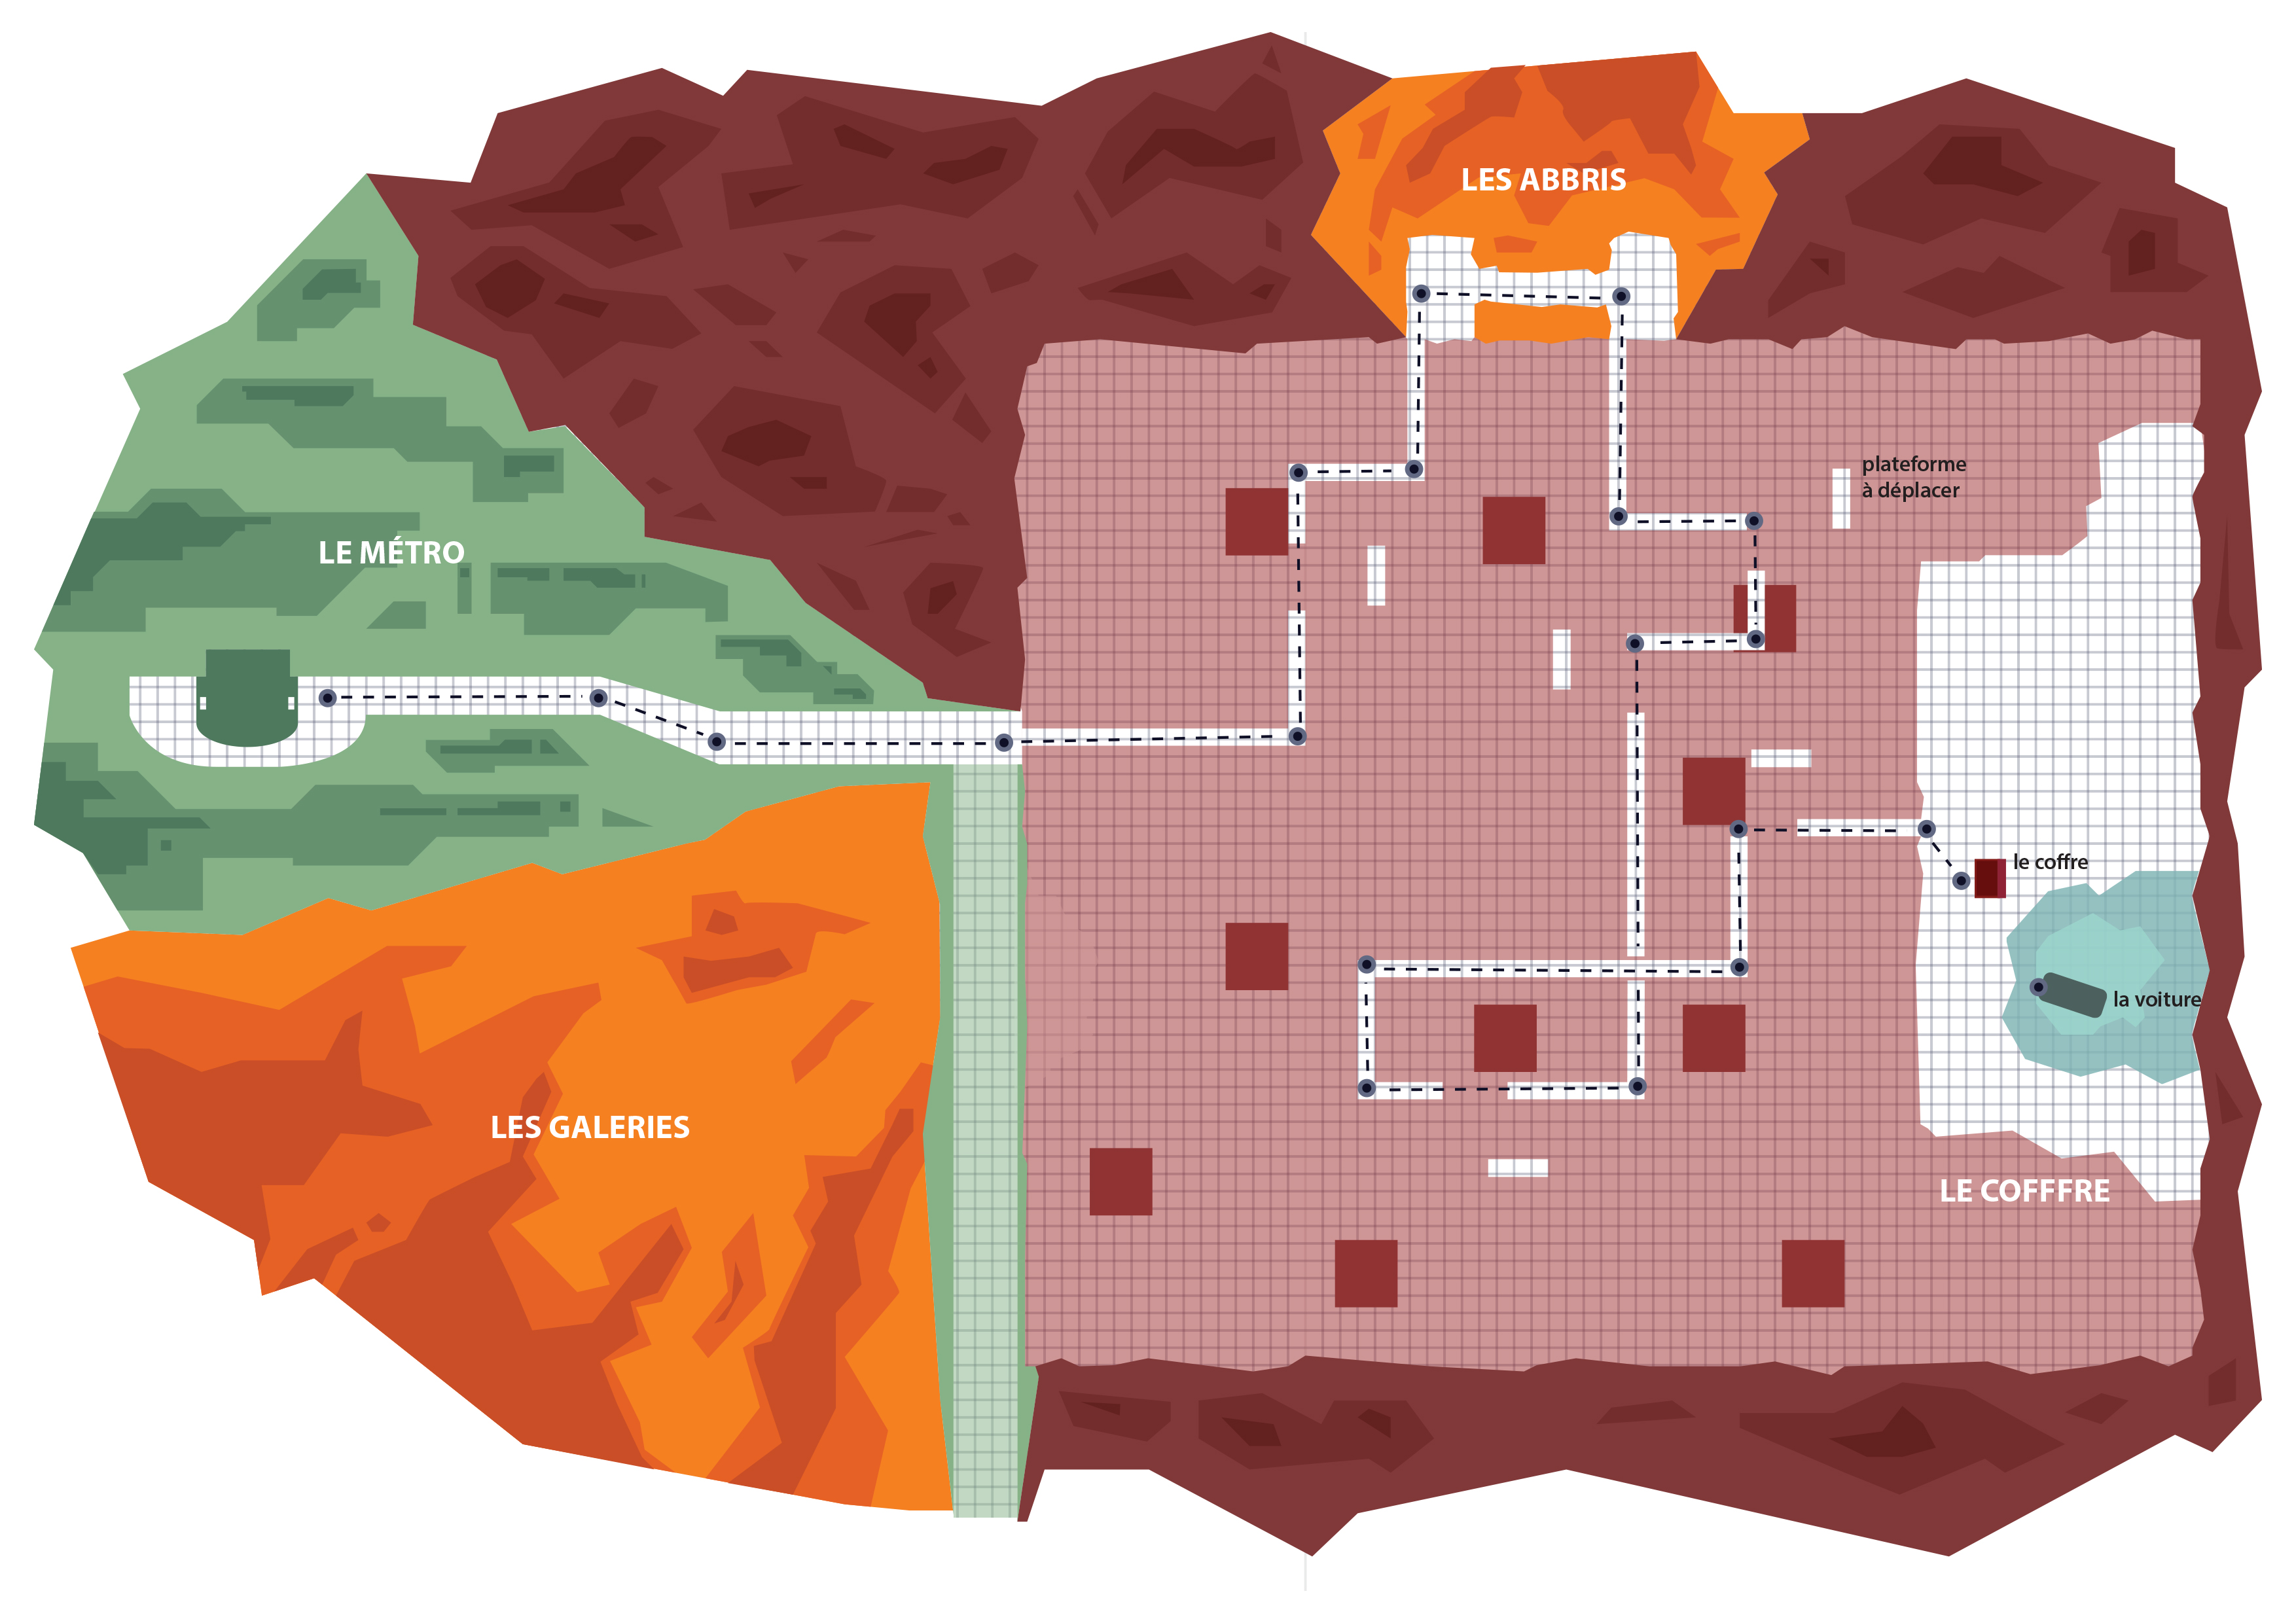 LES ABBRIS
plateforme
à déplacer
LE MÉTRO
le coffre
la voiture
LES GALERIES
LE COFFFRE